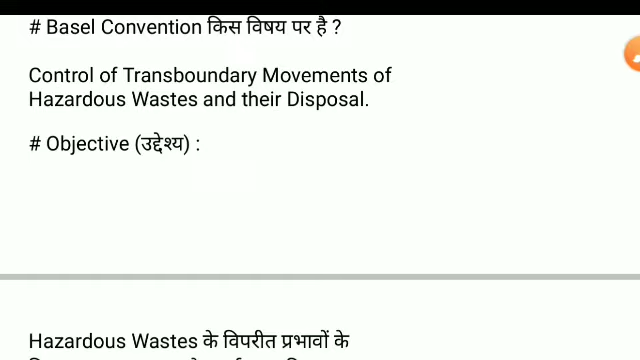 # Basel Convention किस विषय पर है ?
Control of Transboundary Movements of
Hazardous Wastes and their Disposal.
# Objective (उद्देश्य) :
Hazardous Wastes के विपरीत प्रभावों के